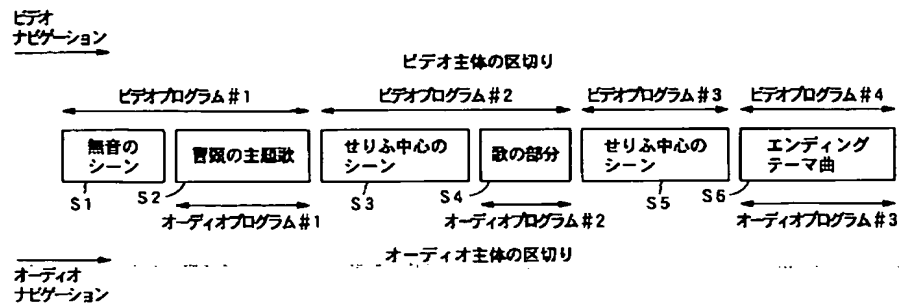 ビデオ
ナビゲーション
ビデオ主体の区切り
ビデオプログラム#1
ビデオプログラム#2
ビデオプログラム#3
ビデオプログラム#4
無音の
シーン
冒頭の主題歌
せりふ中心の
シーン
歌の部分
せりふ中心の
シーン
エンディング
テーマ曲
S1
S2
S3
S4
S5
S6
オーディオプログラム#1
オーディオプログラム#2
オーディオプログラム#3
オーディオ主体の区切り
オーディオ
ナビゲーション